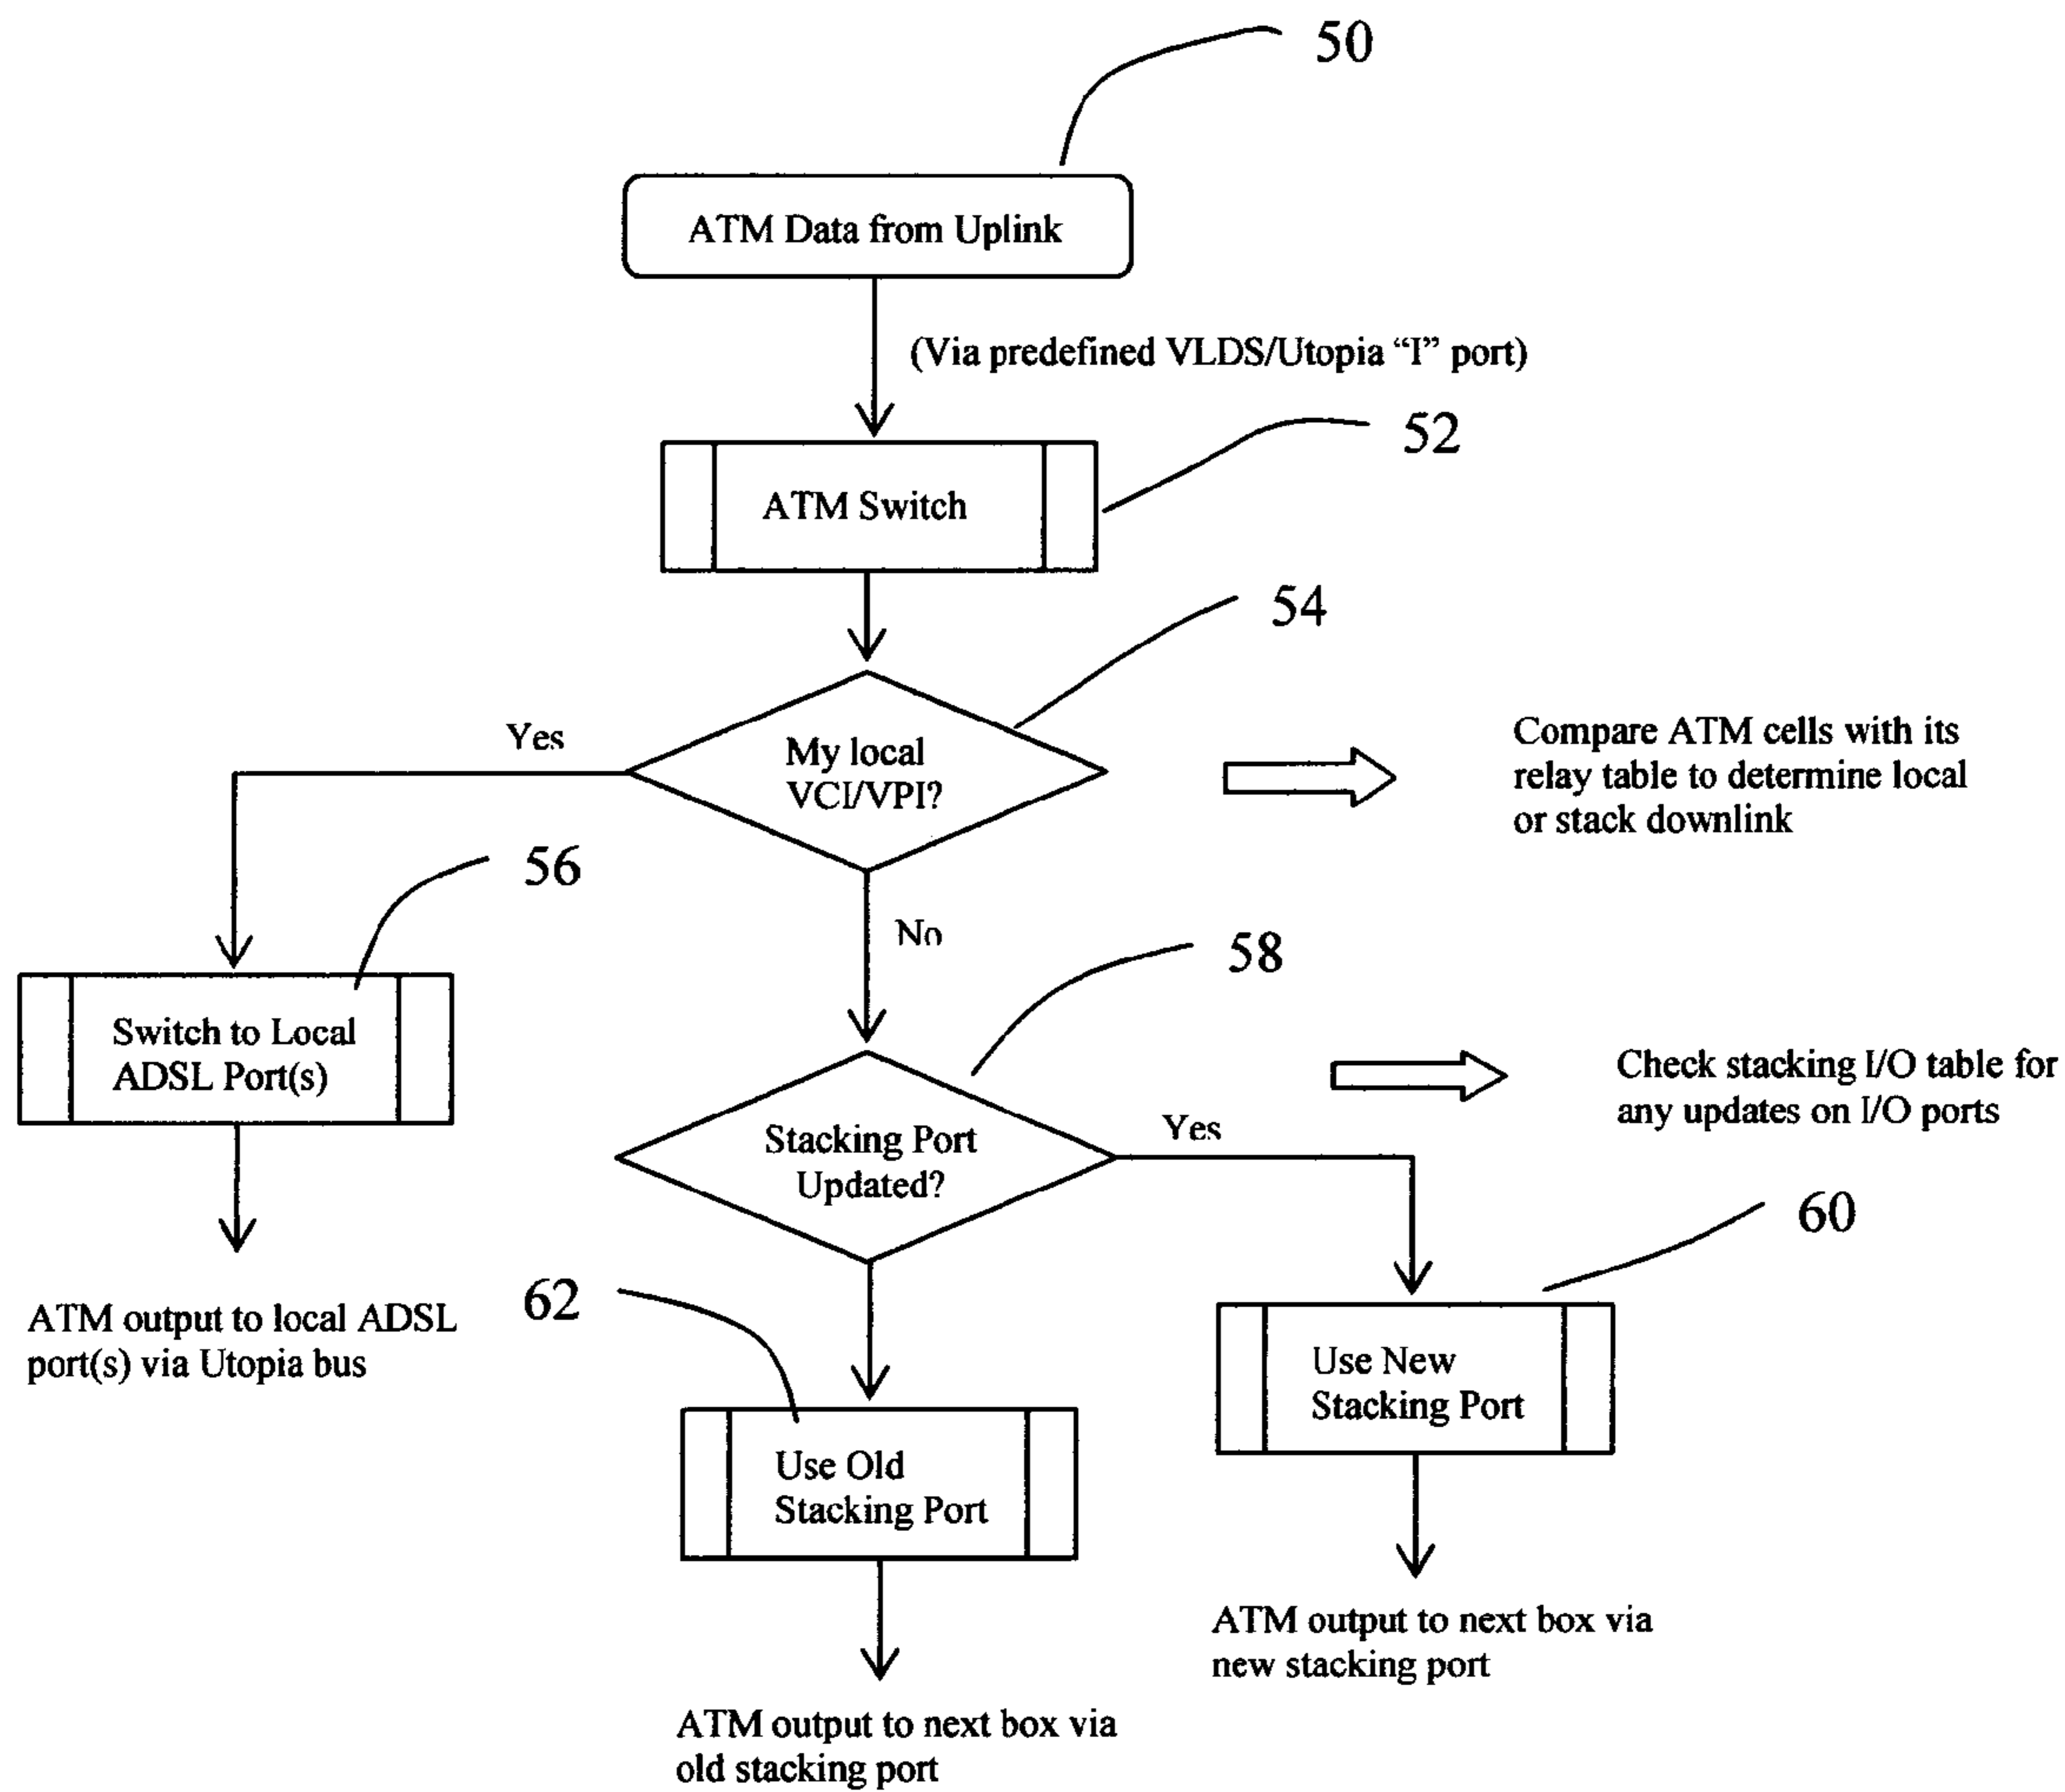 50
ATM Data from Uplink
(Via predefined VLDS/Utopia “I” port)
52
ATM Switch
54
Yes
My local
VCI/VPI?
Compare ATM cells with its
relay table to determine local
or stack downlink
56
No
58
Switch to Local
ADSL Port(s)
Check stacking I/O table for
any updates on I/O ports
Stacking Port
Updated?
Yes
60
62
ATM output to local ADSL
port(s) via Utopia bus
Use New
Stacking Port
Use Old
Stacking Port
ATM output to next box via
new stacking port
ATM output to next box via
old stacking port